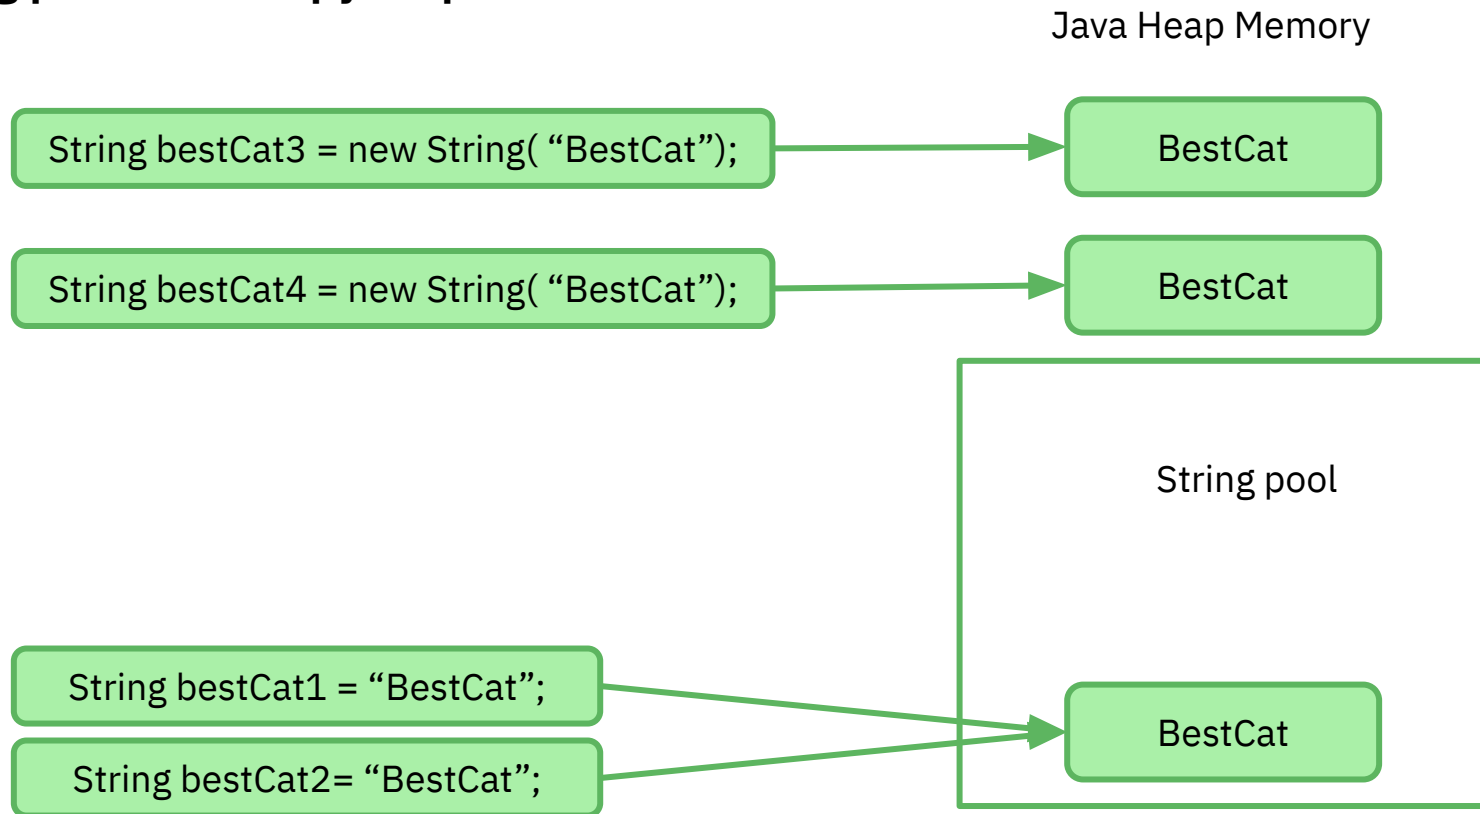 Java Heap Memory
String bestCat3 = new String( “BestCat”);
BestCat
String bestCat4 = new String( “BestCat”);
BestCat
String pool
String bestCat1 = “BestCat”;
BestCat
String bestCat2= “BestCat”;